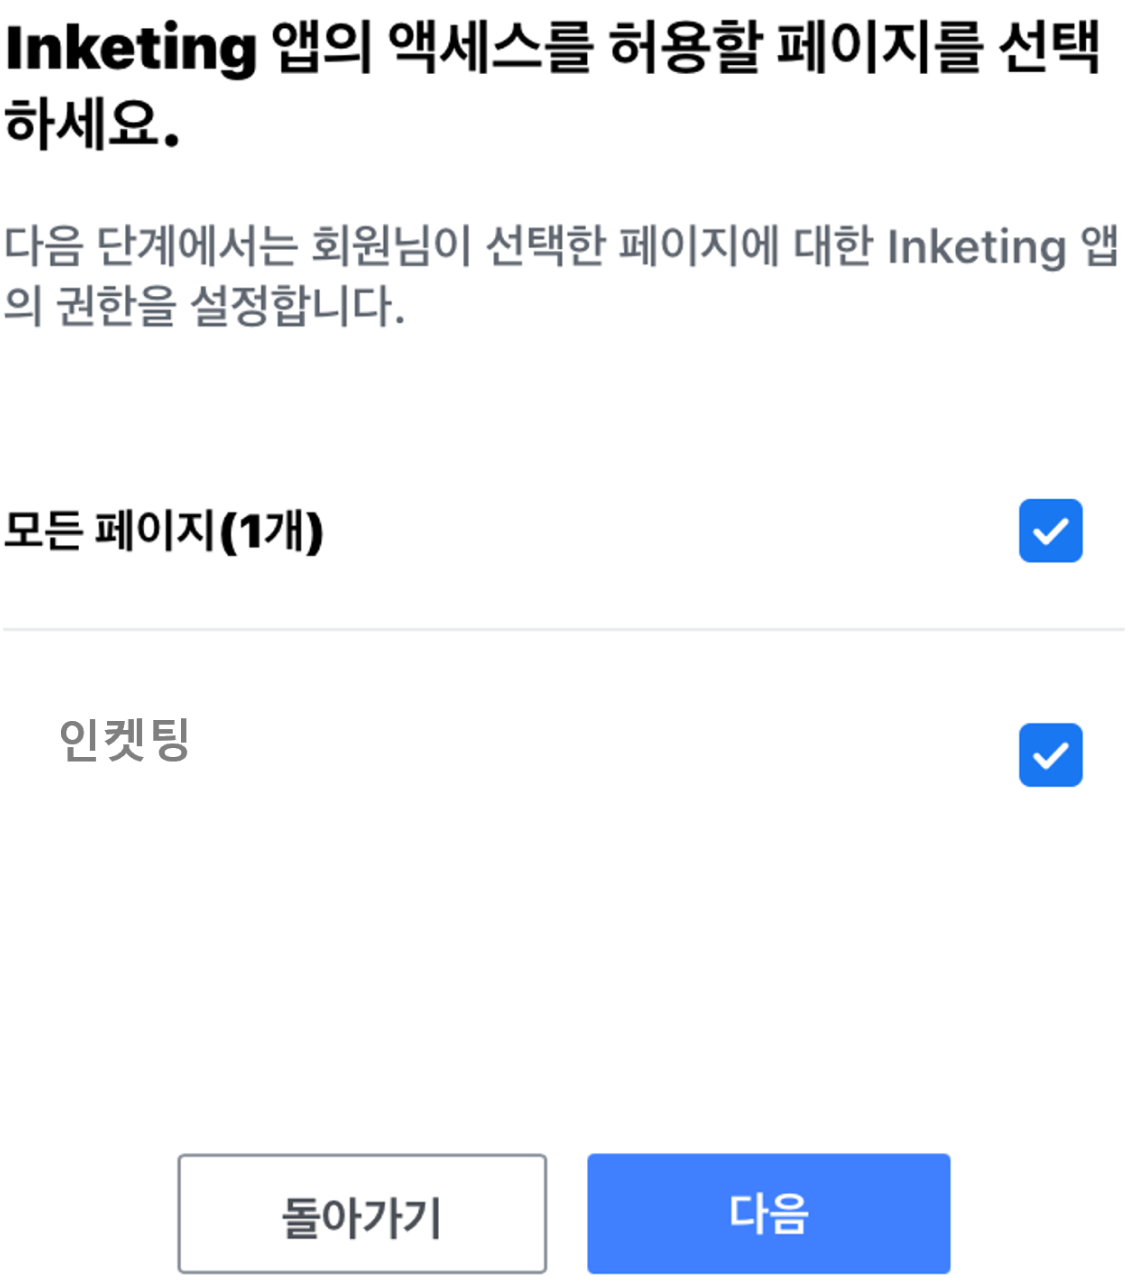 Inketing 앱의 액세스를 허용할 페이지를 선택
하세요.
다음 단계에서는 회원님이 선택한 페이지에 대한 Inketing 앱
의 권한을 설정합니다.
모든 페이지(1개)
인켓팅
돌아가기
다음